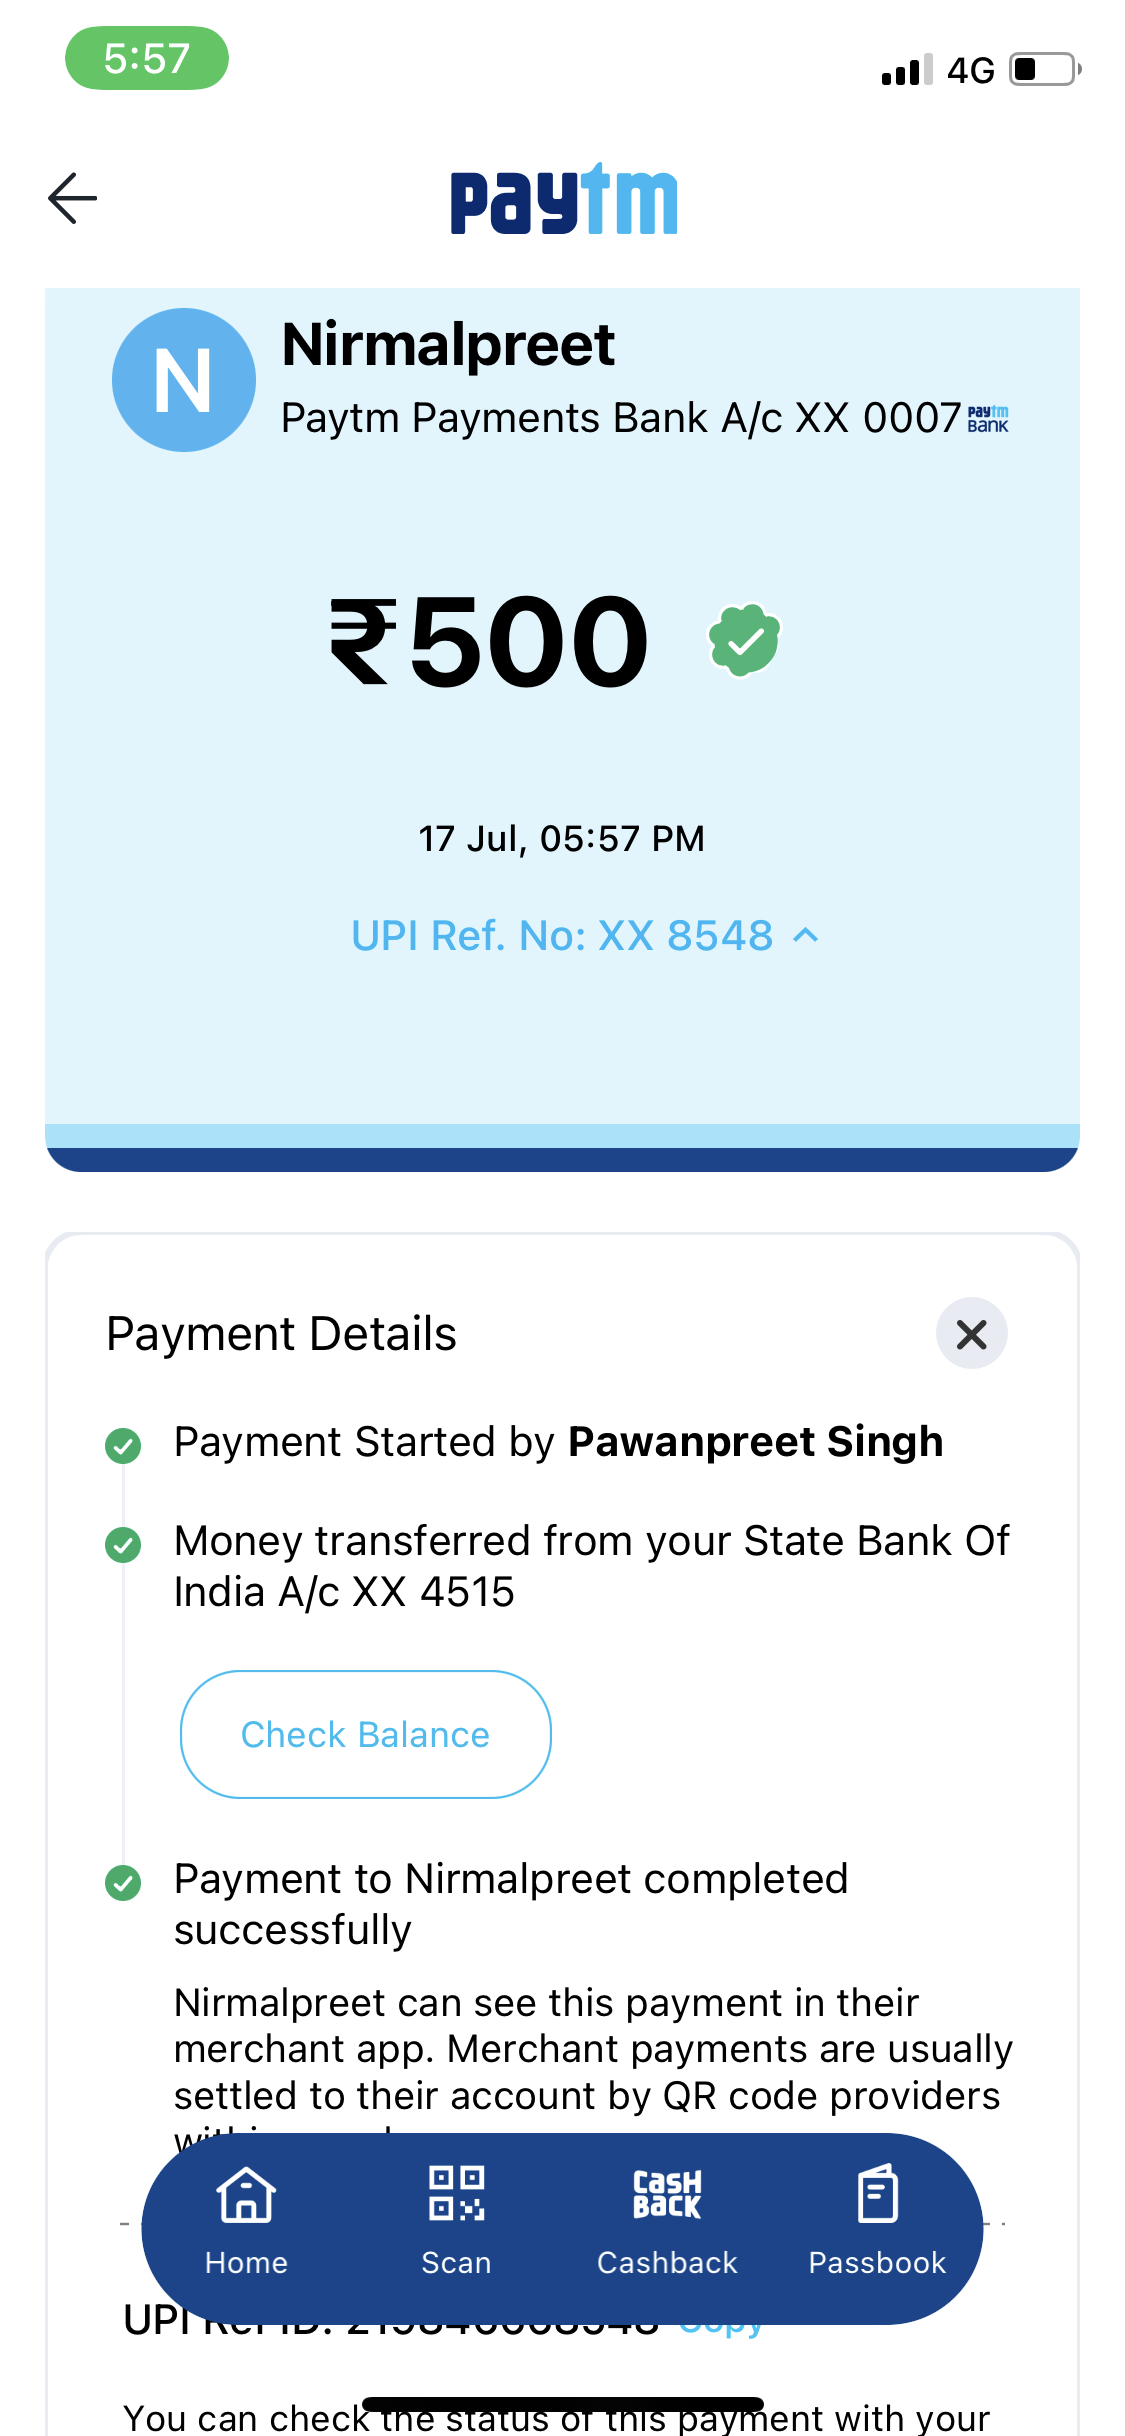 5:57
4G
paytm
N
Nirmalpreet
Paytm Payments Bank A/c XX 0007 paytm BANK
₹500
17 Jul, 05:57 PM
UPI Ref. No: XX 8548
Payment Details
Payment Started by Pawanpreet Singh
Money transferred from your State Bank Of
India A/c XX 4515
Check Balance
Payment to Nirmalpreet completed
successfully
Nirmalpreet can see this payment in their
merchant app. Merchant payments are usually
settled to their account by QR code providers
CASH BACK
Home
Scan
Cashback
Passbook
UPI Ref ID: Copy
You can check the status of this payment with your